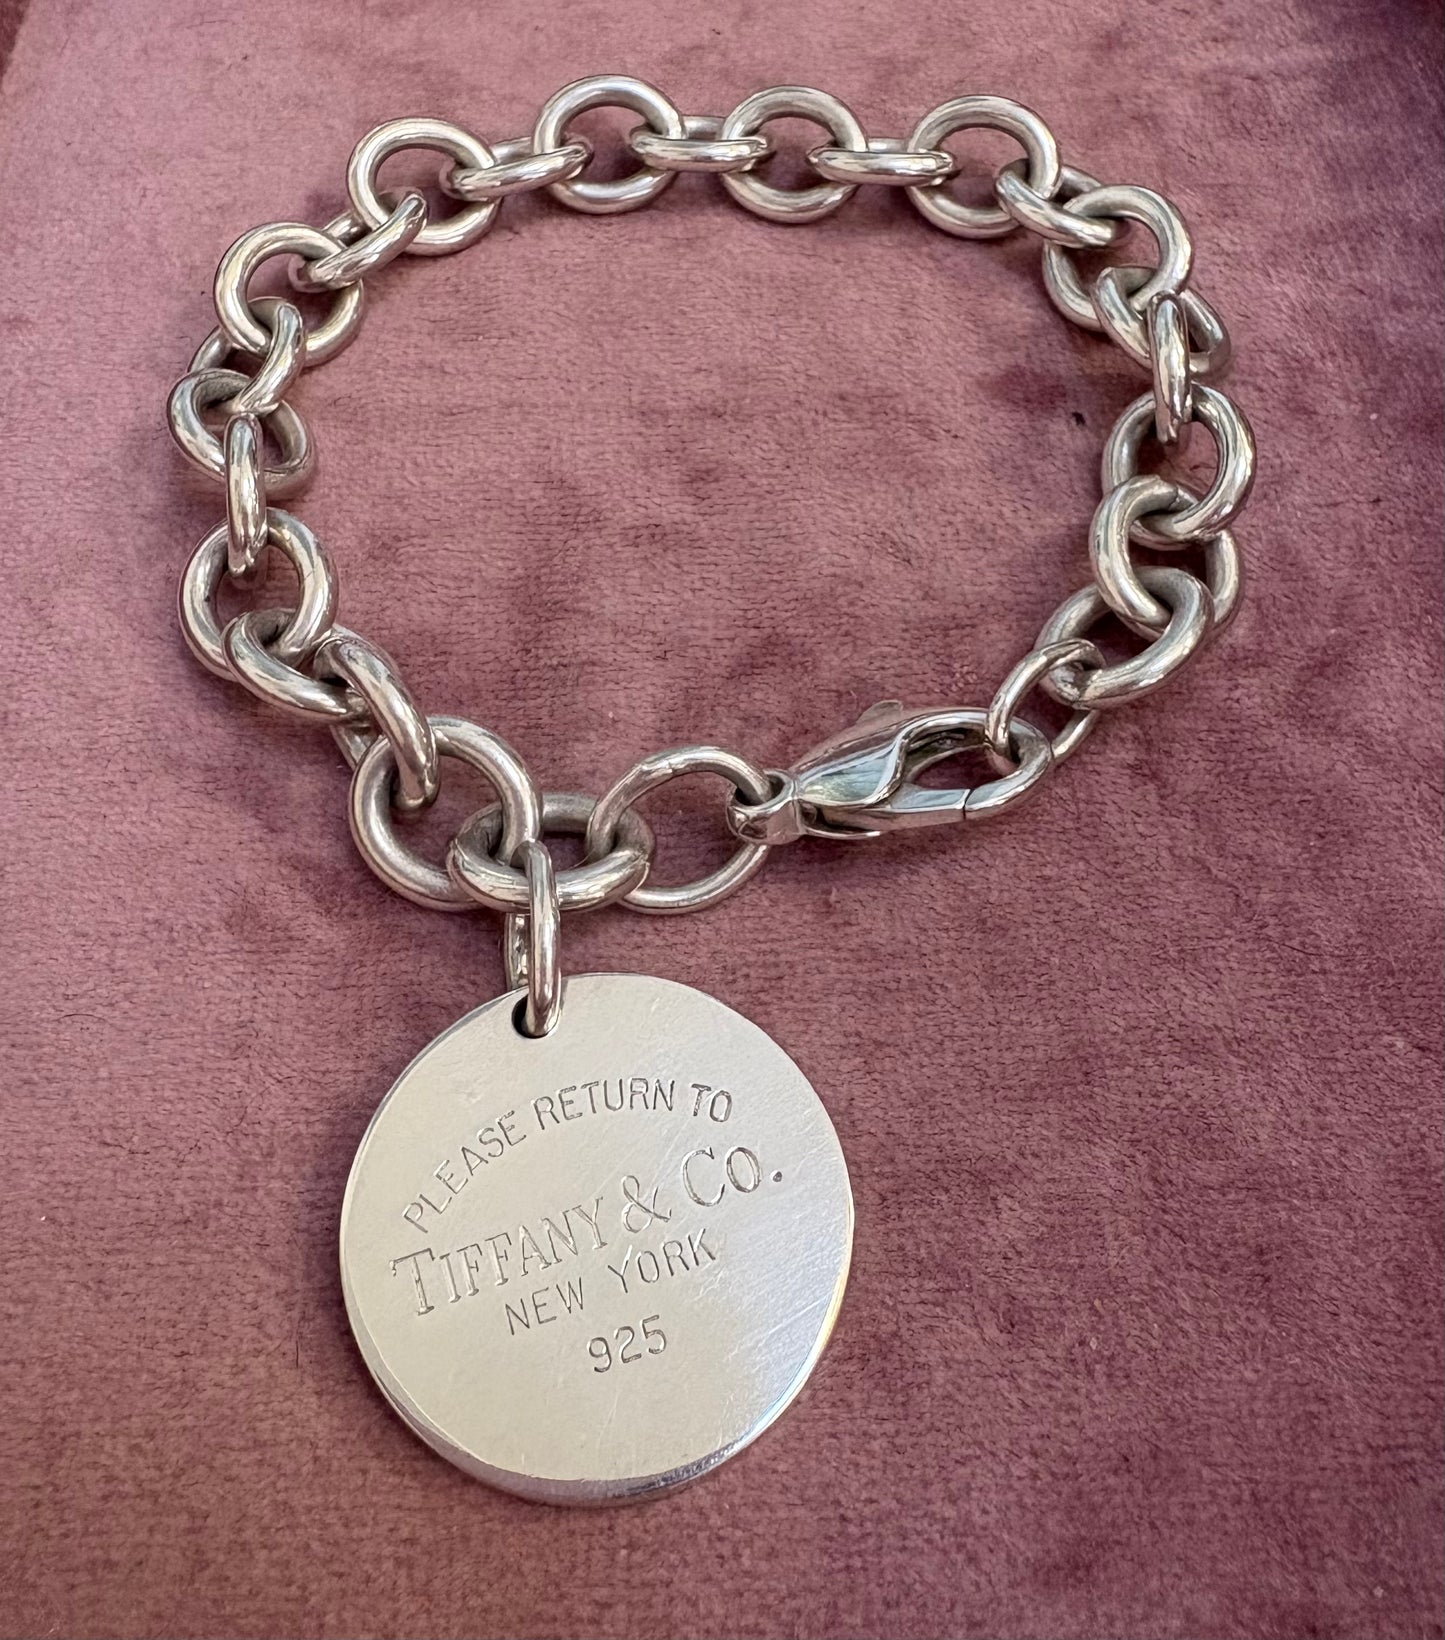 PLEASE RETURN TO
TIFFANY & CO.
NEW YORK
925